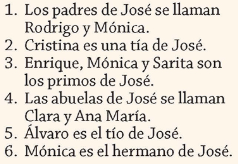 1. Los padres de José se llaman
Rodrigo y Mónica.
2. Cristina es una tía de José.
3. Enrique, Mónica y Sarita son
los primos de José.
4. Las abuelas de José se llaman
Clara y Ana María.
5. Álvaro es el tío de José.
6. Mónica es el hermano de José.